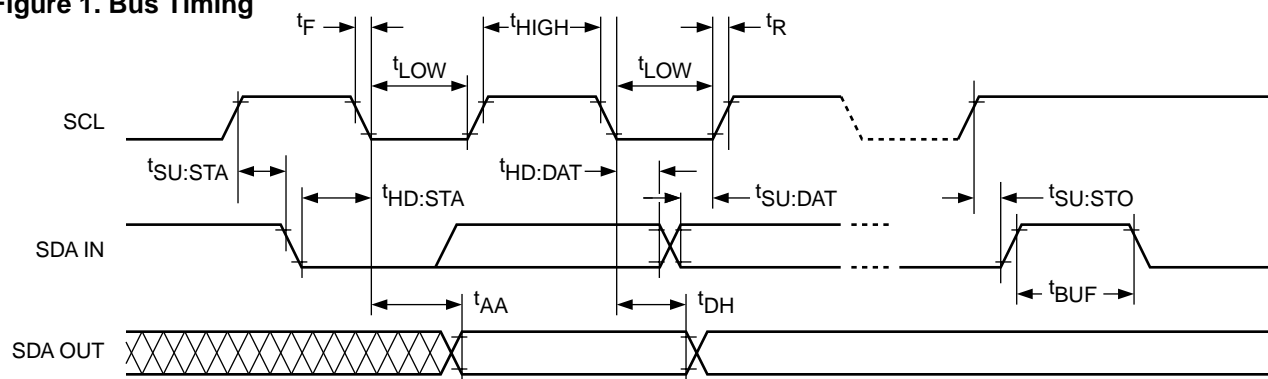 Figure 1. Bus Timing
tF
tHIGH
tR
tLOW
tLOW
SCL
tSU:STA
tHD:STA
tHD:DAT
tSU:DAT
tSU:STO
SDA IN
tBUF
tAA
tDH
SDA OUT